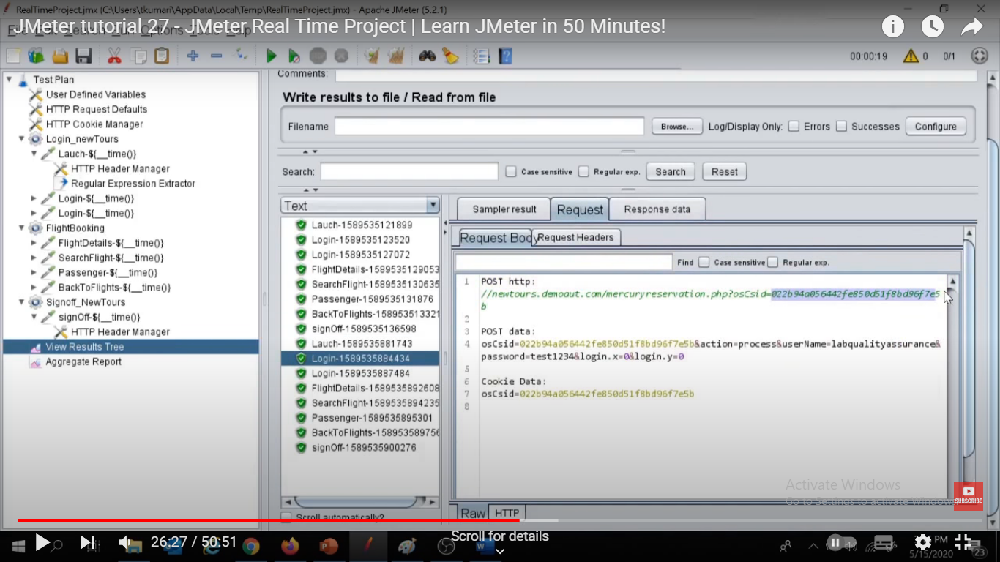 RealTimeProject.jmx (C:\Users\tkumari\AppData\Local\Temp\RealTimeProject.jmx) - Apache JMeter (5.2.1)
JMeter tutorial 27 - JMeter Real Time Project | Learn JMeter in 50 Minutes!
00:00:19
0
0/1
Test Plan
User Defined Variables
HTTP Request Defaults
HTTP Cookie Manager
Login_newTours
Lauch-${__time()}
HTTP Header Manager
Regular Expression Extractor
Login-${__time()}
Login-${__time()}
FlightBooking
FlightDetails-${__time()}
SearchFlight-${__time()}
Passenger-${__time()}
BackToFlights-${__time()}
Signoff_NewTours
signOff-${__time()}
HTTP Header Manager
View Results Tree
Aggregate Report
Comments:
Write results to file / Read from file
Filename
Browse...
Log/Display Only:
Errors
Successes
Configure
Search:
Case sensitive
Regular exp.
Search
Reset
Text
Lauch-1589535121899
Login-1589535123520
Login-1589535127072
FlightDetails-1589535129053
SearchFlight-1589535130635
Passenger-1589535131876
BackToFlights-15895351332
signOff-1589535136598
Lauch-1589535881743
Login-1589535884434
Login-1589535887484
FlightDetails-1589535892608
SearchFlight-1589535894235
Passenger-1589535895301
BackToFlights-158953589756
signOff-1589535900276
Scroll automatically?
Sampler result
Request
Response data
Request Body
Request Headers
Find
Case sensitive
Regular exp.
1 POST http:
//newtours.demoaut.com/mercuryreservation.php?osCsid=022b94a056442fe850d51f8bd96f7e5
b
2
3 POST data:
4 osCsid=022b94a056442fe850d51f8bd96f7e5b&action=process&userName=labqualityassurance&
password=test1234&login.x=0&login.y=0
5
6 Cookie Data:
7 osCsid=022b94a056442fe850d51f8bd96f7e5b
8
Raw
HTTP
Activate Windows
Go to Settings to activate Windows.
SUBSCRIBE
26:27 / 50:51
Scroll for details
PM
5/15/2020
23